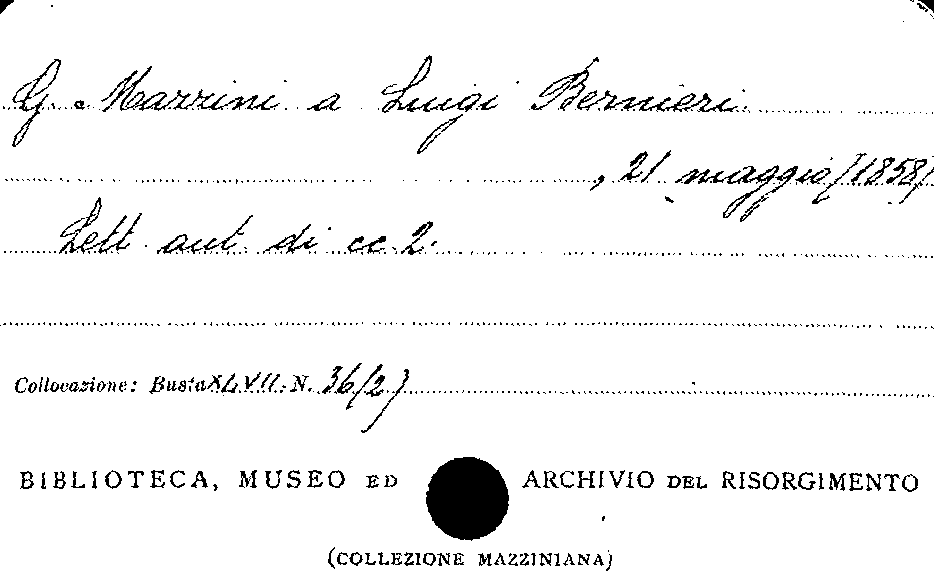 G. Mazzini a Luigi Bernieri.
, 21 maggio [1858]
Lett. aut. di cc. 2.
Collocazione: Busta XLVII. N. 36/2)
BIBLIOTECA, MUSEO ED ARCHIVIO DEL RISORGIMENTO
(COLLEZIONE MAZZINIANA)